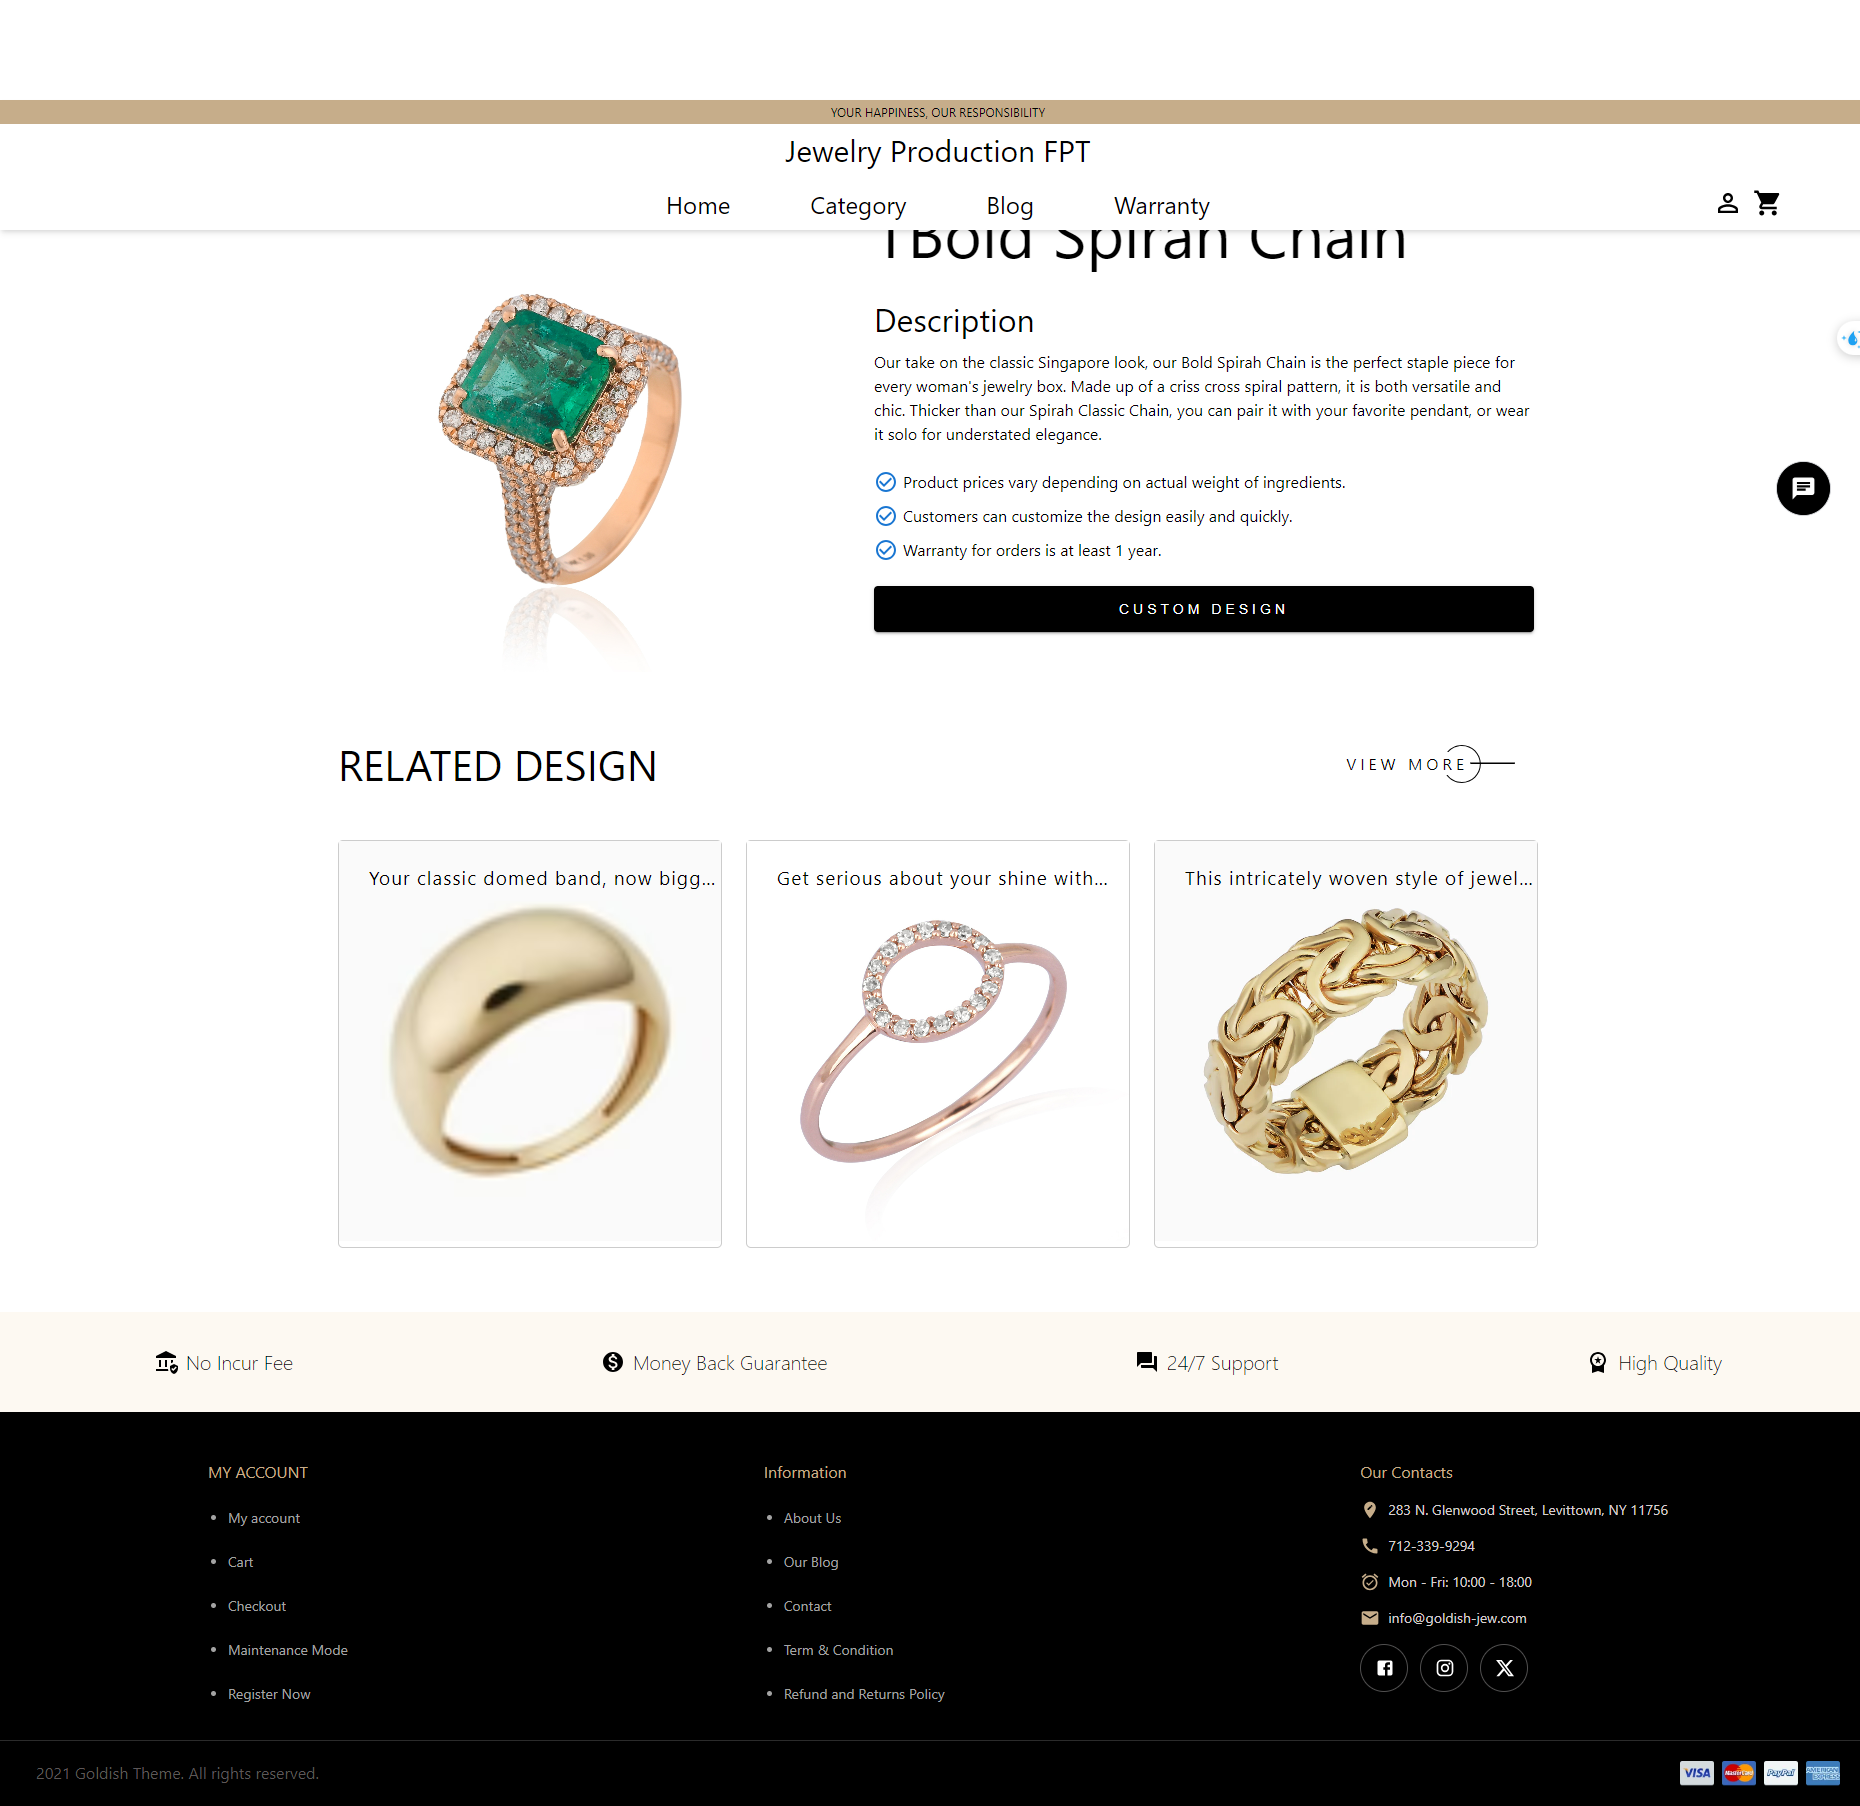 YOUR HAPPINESS, OUR RESPONSIBILITY
Jewelry Production FPT
Home Category Blog Warranty
1Bold Spirah Chain
Description
Our take on the classic Singapore look, our Bold Spirah Chain is the perfect staple piece for
every woman's jewelry box. Made up of a criss cross spiral pattern, it is both versatile and
chic. Thicker than our Spirah Classic Chain, you can pair it with your favorite pendant, or wear
it solo for understated elegance.
Product prices vary depending on actual weight of ingredients.
Customers can customize the design easily and quickly.
Warranty for orders is at least 1 year.
CUSTOM DESIGN
RELATED DESIGN
VIEW MORE
Your classic domed band, now bigg...
Get serious about your shine with...
This intricately woven style of jewel...
No Incur Fee
Money Back Guarantee
24/7 Support
High Quality
MY ACCOUNT
My account
Cart
Checkout
Maintenance Mode
Register Now
Information
About Us
Our Blog
Contact
Term & Condition
Refund and Returns Policy
Our Contacts
283 N. Glenwood Street, Levittown, NY 11756
712-339-9294
Mon - Fri: 10:00 - 18:00
info@goldish-jew.com
2021 Goldish Theme. All rights reserved.
VISA MasterCard PayPal AMERICAN EXPRESS